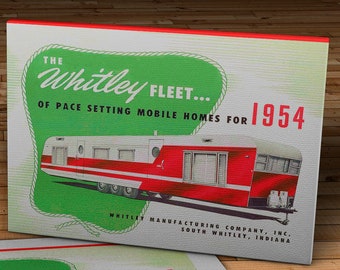 THE
Whitley FLEET...
OF PACE SETTING MOBILE HOMES FOR 1954
WHITLEY MANUFACTURING COMPANY, INC.
SOUTH WHITLEY, INDIANA